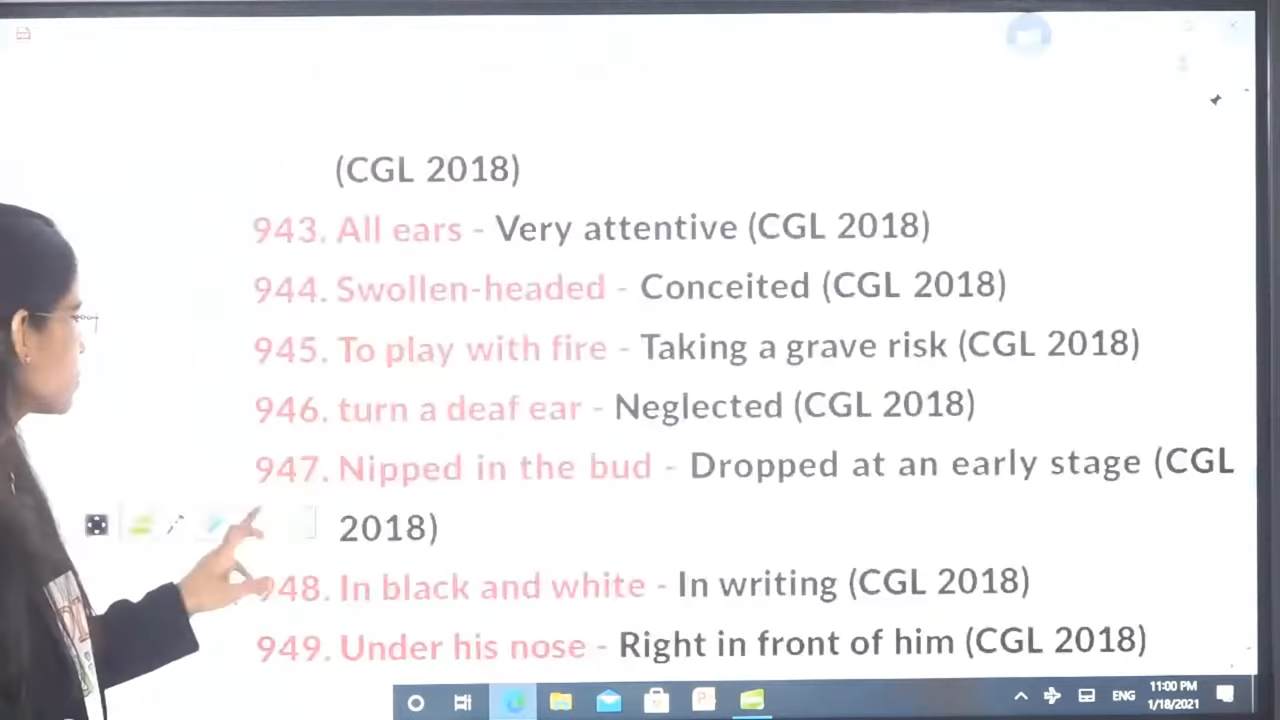 (CGL 2018)
943. All ears - Very attentive (CGL 2018)
944. Swollen-headed - Conceited (CGL 2018)
945. To play with fire - Taking a grave risk (CGL 2018)
946. turn a deaf ear - Neglected (CGL 2018)
947. Nipped in the bud - Dropped at an early stage (CGL
2018)
948. In black and white - In writing (CGL 2018)
949. Under his nose - Right in front of him (CGL 2018)
ENG
11:00 PM
1/18/2021